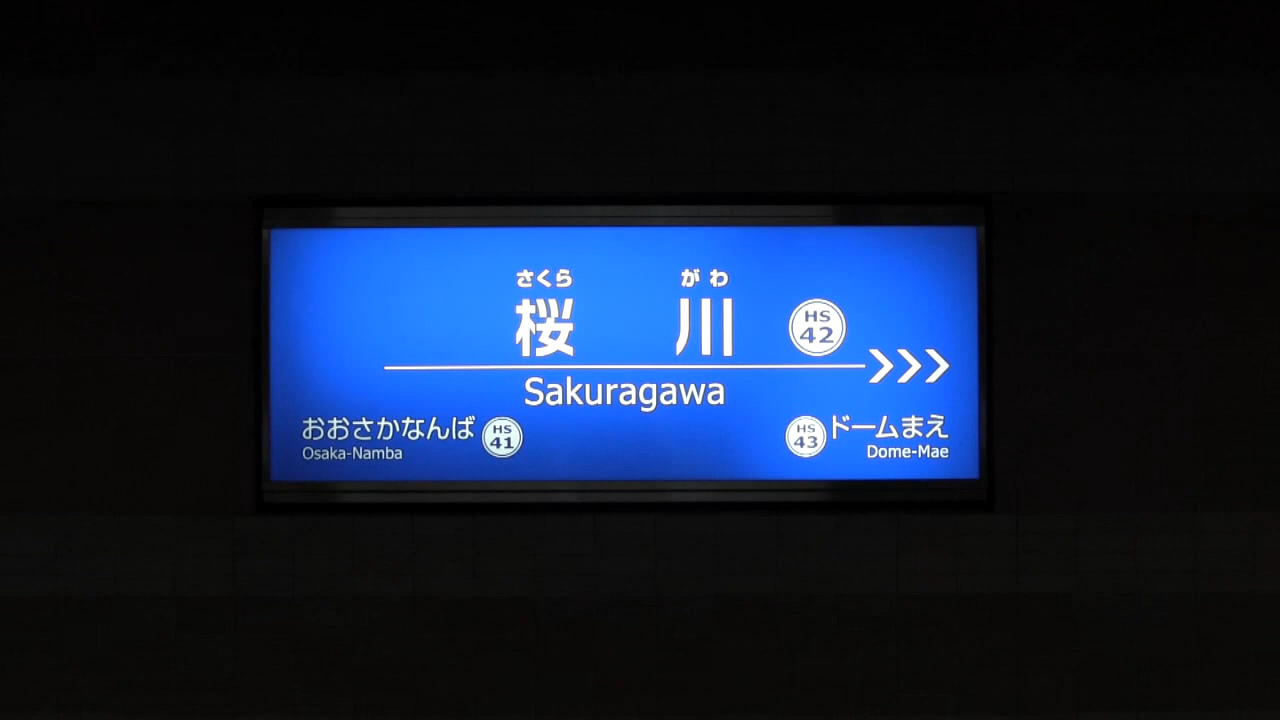 さくら がわ
桜 川 HS 42
Sakuragawa
おおさかなんば HS 41
Osaka-Namba
HS 43 ドームまえ
Dome-Mae